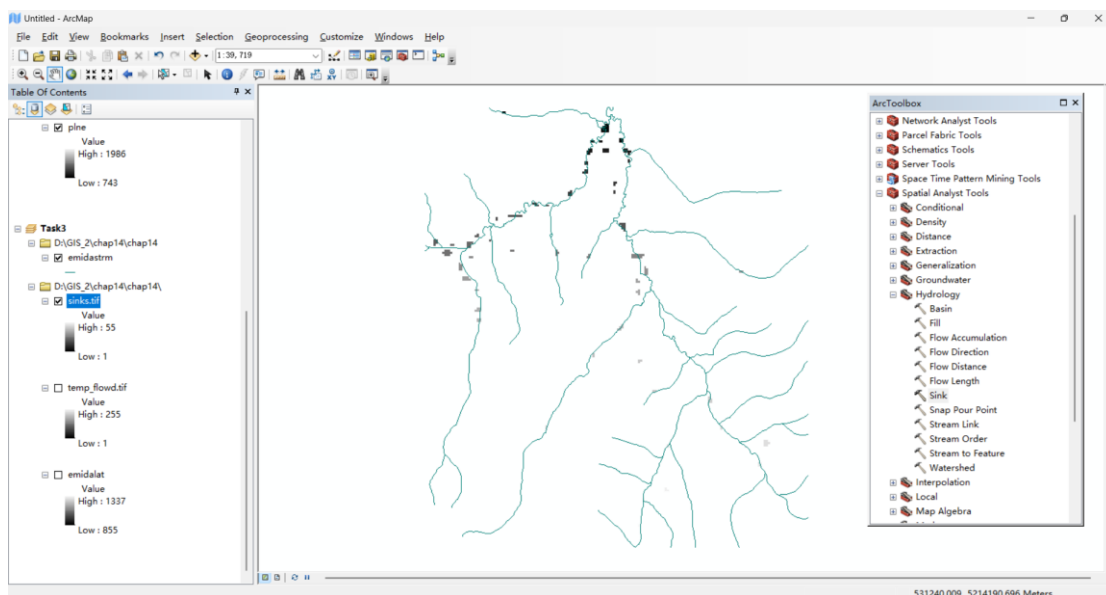 Untitled - ArcMap
File Edit View Bookmarks Insert Selection Geoprocessing Customize Windows Help
1:39,719
Table Of Contents
plne
Value
High : 1986
Low : 743
Task3
D:\GIS_2\chap14\chap14
emidastrm
D:\GIS_2\chap14\chap14\
sinks.tif
Value
High : 55
Low : 1
temp_flowd.tif
Value
High : 255
Low : 1
emidalat
Value
High : 1337
Low : 855
ArcToolbox
Network Analyst Tools
Parcel Fabric Tools
Schematics Tools
Server Tools
Space Time Pattern Mining Tools
Spatial Analyst Tools
Conditional
Density
Distance
Extraction
Generalization
Groundwater
Hydrology
Basin
Fill
Flow Accumulation
Flow Direction
Flow Distance
Flow Length
Sink
Snap Pour Point
Stream Link
Stream Order
Stream to Feature
Watershed
Interpolation
Local
Map Algebra
531240.009 5214190.696 Meters